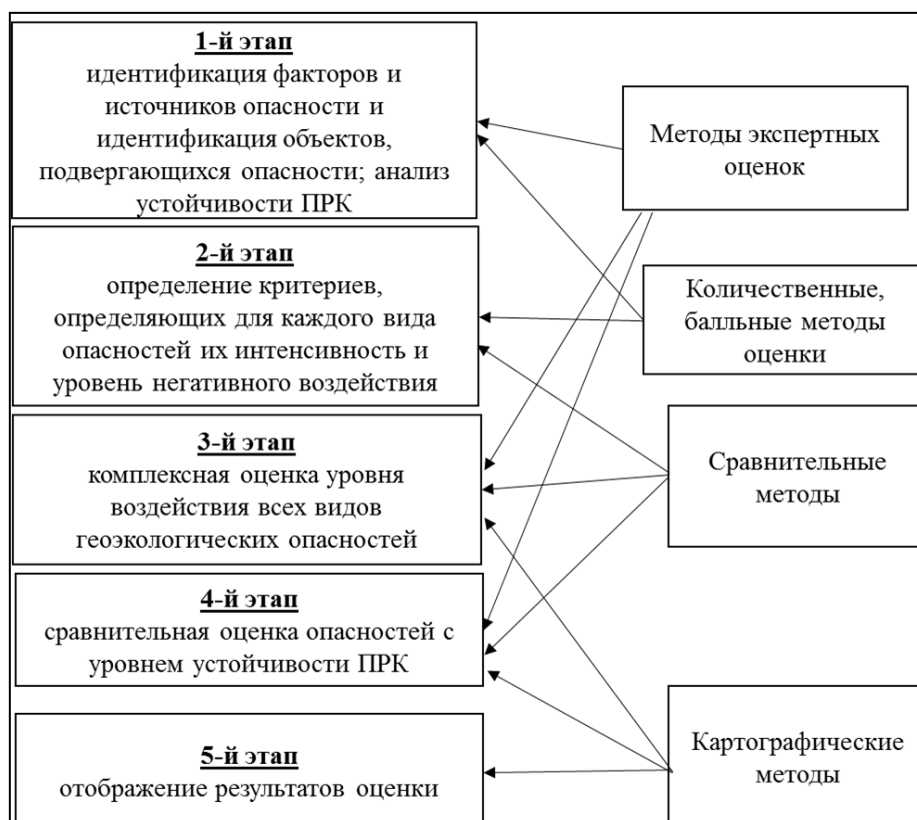 1-й этап
идентификация факторов и
источников опасности и
идентификация объектов,
подвергающихся опасности; анализ
устойчивости ПРК
2-й этап
определение критериев,
определяющих для каждого вида
опасностей их интенсивность и
уровень негативного воздействия
3-й этап
комплексная оценка уровня
воздействия всех видов
геоэкологических опасностей
4-й этап
сравнительная оценка опасностей с
уровнем устойчивости ПРК
5-й этап
отображение результатов оценки
Методы экспертных
оценок
Количественные,
балльные методы
оценки
Сравнительные
методы
Картографические
методы